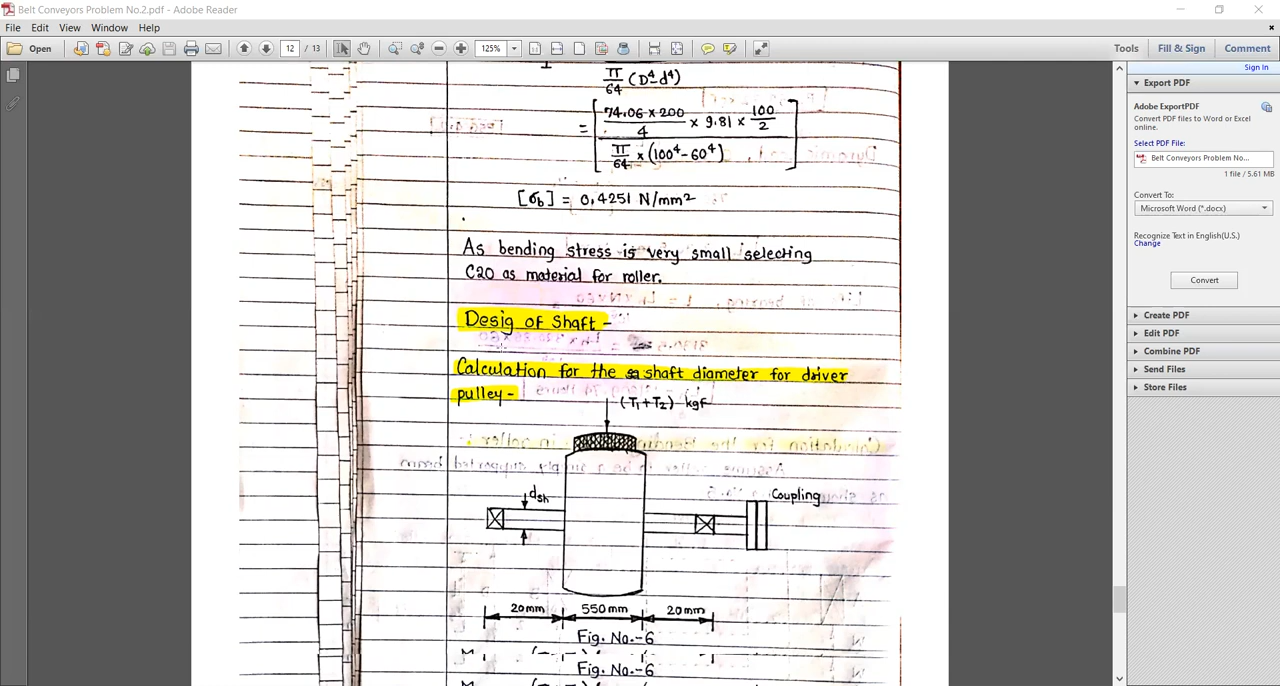 Belt Conveyors Problem No.2.pdf - Adobe Reader
File Edit View Window Help
Open
12 / 13
125%
Tools Fill & Sign Comment
Sign In
Export PDF
Adobe ExportPDF
Convert PDF files to Word or Excel
online.
Select PDF File:
Belt Conveyors Problem No...
1 file / 5.61 MB
Convert To:
Microsoft Word (*.docx)
Recognize Text in English(U.S.)
Change
Convert
Create PDF
Edit PDF
Combine PDF
Send Files
Store Files
π/64 (D⁴-d⁴)
= [ 74.06 x 200 / 4 x 9.81 x 100/2
π/64 x (100⁴-60⁴) ]
[σb] = 0.4251 N/mm²
As bending stress is very small selecting
C20 as material for roller.
Desig of Shaft -
Calculation for the shaft diameter for driver
pulley -
(T1+T2) kgf
dsh
Coupling
20mm 550mm 20mm
Fig. No.-6
Fig. No.-6